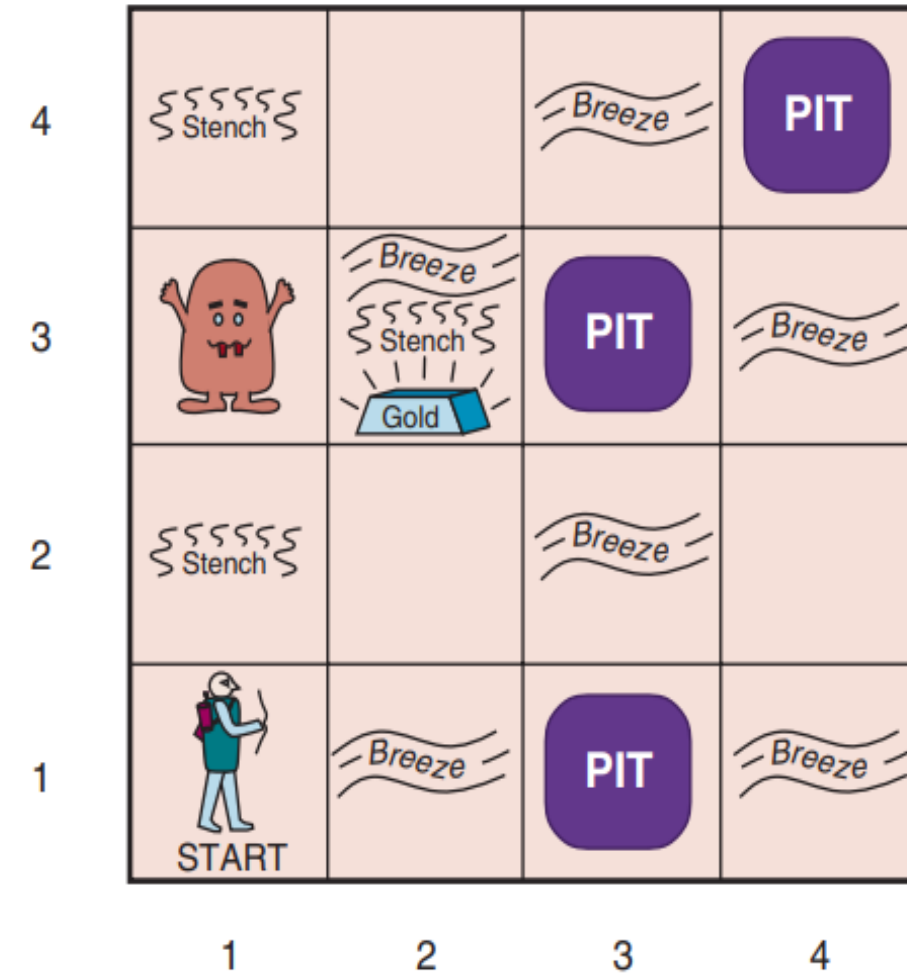 4
Stench
Breeze
PIT
3
Breeze
Stench
Gold
PIT
Breeze
2
Stench
Breeze
1
START
Breeze
PIT
Breeze
1 2 3 4